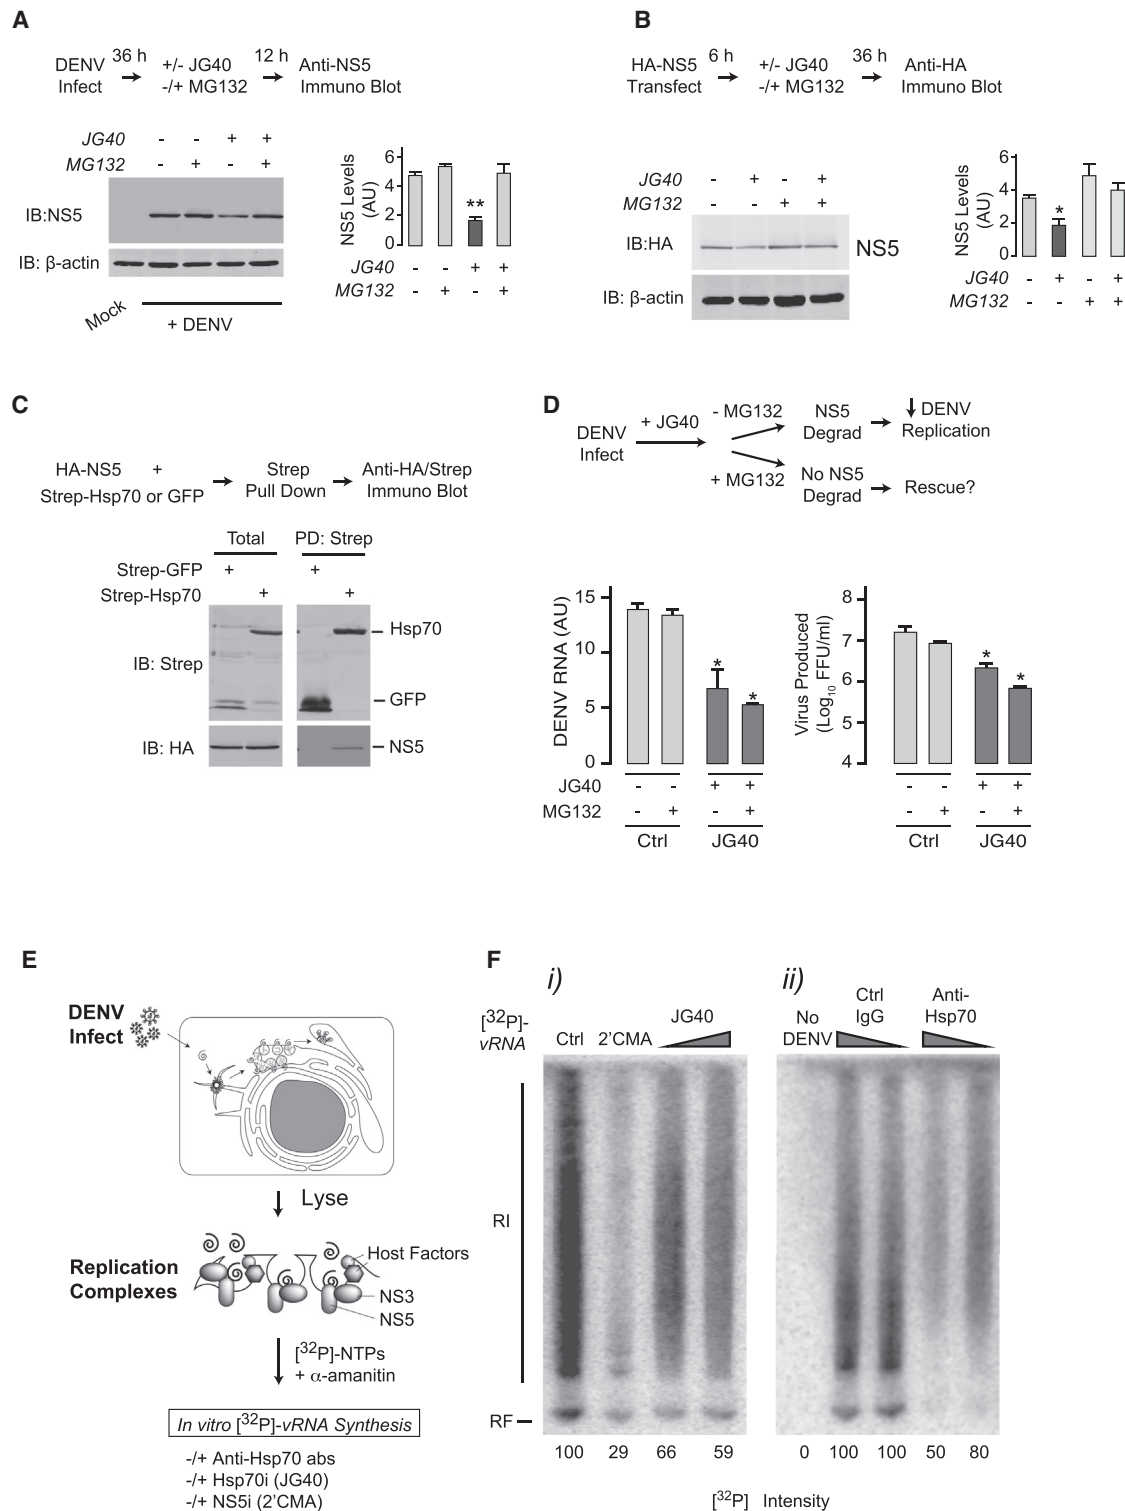 A
DENV Infect
36 h
+/- JG40
-/+ MG132
12 h
Anti-NS5
Immuno Blot
JG40 - - + +
MG132 - + - +
IB:NS5
IB: β-actin
Mock
+ DENV
NS5 Levels (AU)
6
4
2
0
**
JG40 - - + +
MG132 - + - +
B
HA-NS5 Transfect
6 h
+/- JG40
-/+ MG132
36 h
Anti-HA
Immuno Blot
JG40 - + - +
MG132 - - + +
IB:HA
NS5
IB: β-actin
NS5 Levels (AU)
6
4
2
0
*
JG40 - + - +
MG132 - - + +
C
HA-NS5 +
Strep-Hsp70 or GFP
Strep
Pull Down
Anti-HA/Strep
Immuno Blot
Total
PD: Strep
Strep-GFP + +
Strep-Hsp70 + +
IB: Strep
Hsp70
GFP
IB: HA
NS5
D
DENV Infect
+ JG40
- MG132
+ MG132
NS5 Degrad
DENV Replication
No NS5 Degrad
Rescue?
DENV RNA (AU)
15
10
5
0
*
*
JG40 - - + +
MG132 - + - +
Ctrl
JG40
Virus Produced
(Log10 FFU/ml)
8
7
6
5
4
*
*
- - + +
- + - +
Ctrl
JG40
E
DENV Infect
Lyse
Replication Complexes
Host Factors
NS3
NS5
[32P]-NTPs
+ α-amanitin
In vitro [32P]-vRNA Synthesis
-/+ Anti-Hsp70 abs
-/+ Hsp70i (JG40)
-/+ NS5i (2'CMA)
F
i)
[32P]-vRNA
Ctrl
2'CMA
JG40
ii)
No DENV
Ctrl IgG
Anti-Hsp70
RI
RF
100 29 66 59
0 100 100 50 80
[32P] Intensity